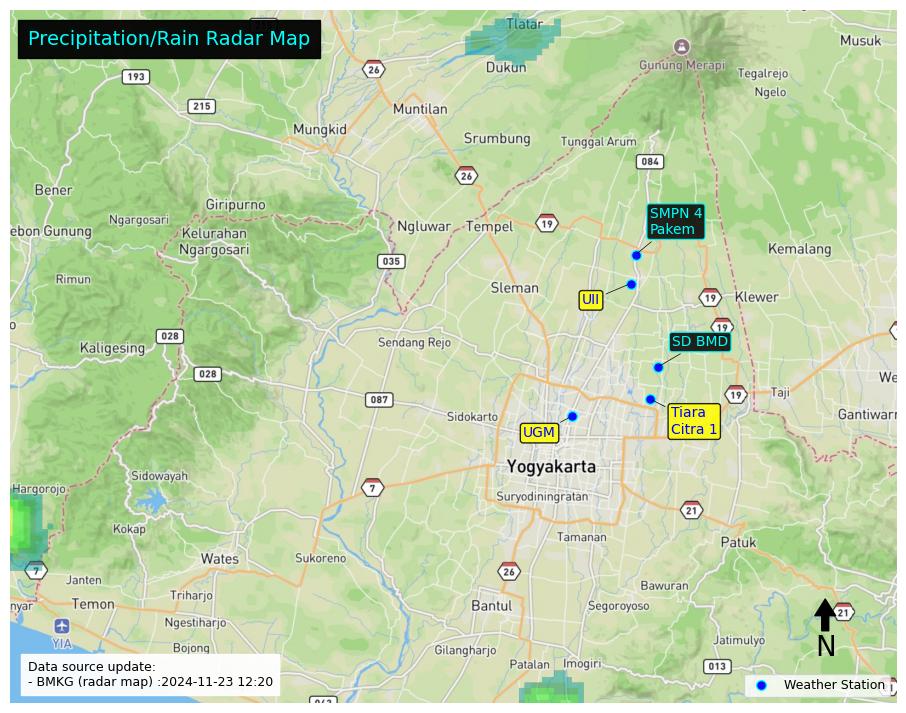 Precipitation/Rain Radar Map
Tlatar
Musuk
26
Dukun
Gunung Merapi
Tegalrejo
193
Ngelo
215
Muntilan
Mungkid
Srumbung
Tunggal Arum
084
26
Bener
Giripurno
SMPN 4
Pakem
Ngargosari
ebon Gunung
Kelurahan
Ngargosari
Ngluwar
Tempel
19
Kemalang
035
Rimun
Sleman
UII
19
Klewer
19
028
Sendang Rejo
SD BMD
Kaligesing
028
We
087
19
Taji
Sidokarto
Tiara
Citra 1
Gantiwarn
UGM
Yogyakarta
Sidowayah
Hargorojo
7
Suryodiningratan
21
Kokap
Tamanan
Patuk
Wates
Sukoreno
7
26
Janten
Bawuran
Triharjo
nyar
Temon
Bantul
Segoroyoso
21
Ngestiharjo
YIA
Bojong
Gilangharjo
Jatimulyo
N
Patalan
Imogiri
013
Data source update:
- BMKG (radar map) :2024-11-23 12:20
Weather Station